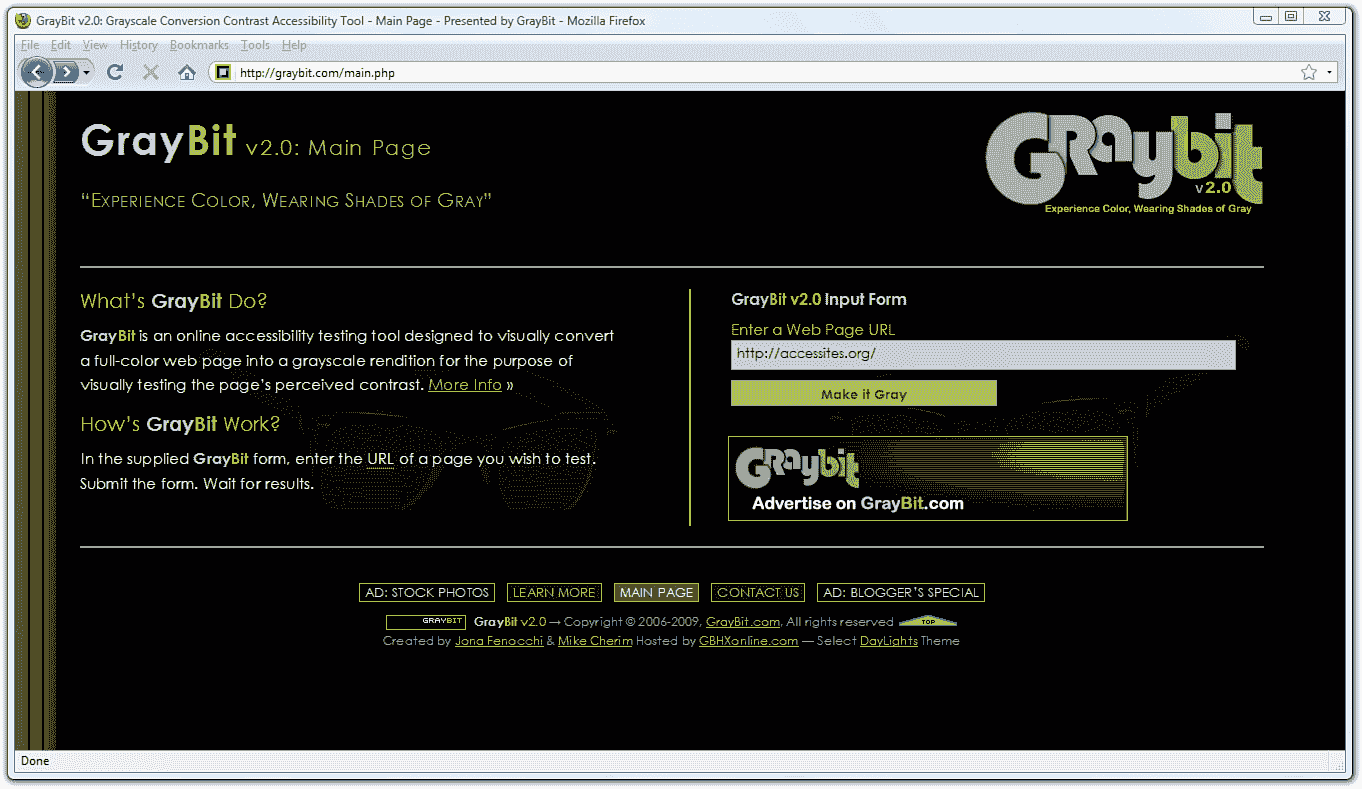 GrayBit v2.0: Grayscale Conversion Contrast Accessibility Tool - Main Page - Presented by GrayBit - Mozilla Firefox
File Edit View History Bookmarks Tools Help
http://graybit.com/main.php
GrayBit v2.0: Main Page
“Experience Color, Wearing Shades of Gray”
Graybit
v2.0
Experience Color, Wearing Shades of Gray
What’s GrayBit Do?
GrayBit is an online accessibility testing tool designed to visually convert
a full-color web page into a grayscale rendition for the purpose of
visually testing the page’s perceived contrast. More Info »
How’s GrayBit Work?
In the supplied GrayBit form, enter the URL of a page you wish to test.
Submit the form. Wait for results.
GrayBit v2.0 Input Form
Enter a Web Page URL
http://accessites.org/
Make it Gray
Graybit
Advertise on GrayBit.com
AD: STOCK PHOTOS LEARN MORE MAIN PAGE CONTACT US AD: BLOGGER’S SPECIAL
GRAYBIT GrayBit v2.0 → Copyright © 2006-2009, GrayBit.com. All rights reserved TOP
Created by Jona Fenocchi & Mike Cherim Hosted by GBHXonline.com — Select DayLights Theme
Done